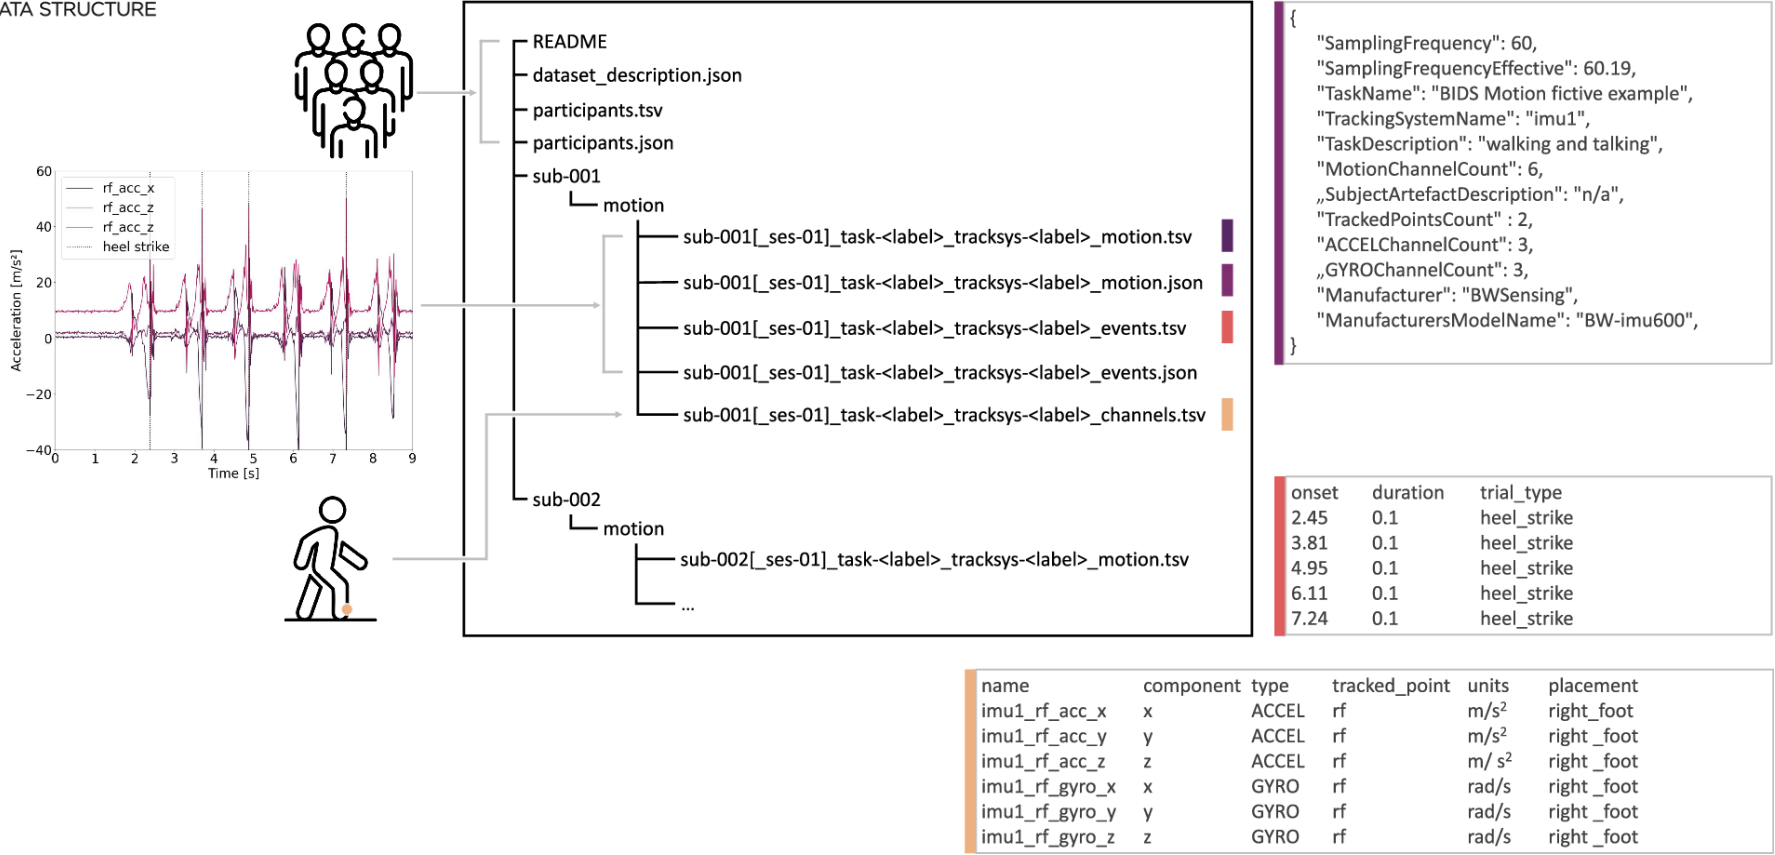 ATA STRUCTURE
README
dataset_description.json
participants.tsv
participants.json
sub-001
motion
sub-001[_ses-01]_task-<label>_tracksys-<label>_motion.tsv
sub-001[_ses-01]_task-<label>_tracksys-<label>_motion.json
sub-001[_ses-01]_task-<label>_tracksys-<label>_events.tsv
sub-001[_ses-01]_task-<label>_tracksys-<label>_events.json
sub-001[_ses-01]_task-<label>_tracksys-<label>_channels.tsv
sub-002
motion
sub-002[_ses-01]_task-<label>_tracksys-<label>_motion.tsv
...
60
40
20
0
−20
−40
Acceleration [m/s²]
rf_acc_x
rf_acc_z
rf_acc_z
heel strike
0 1 2 3 4 5 6 7 8 9
Time [s]
{
"SamplingFrequency": 60,
"SamplingFrequencyEffective": 60.19,
"TaskName": "BIDS Motion fictive example",
"TrackingSystemName": "imu1",
"TaskDescription": "walking and talking",
"MotionChannelCount": 6,
„SubjectArtefactDescription": "n/a",
"TrackedPointsCount" : 2,
"ACCELChannelCount": 3,
„GYROChannelCount": 3,
"Manufacturer": "BWSensing",
"ManufacturersModelName": "BW-imu600",
}
onset duration trial_type
2.45 0.1 heel_strike
3.81 0.1 heel_strike
4.95 0.1 heel_strike
6.11 0.1 heel_strike
7.24 0.1 heel_strike
name component type tracked_point units placement
imu1_rf_acc_x x ACCEL rf m/s² right_foot
imu1_rf_acc_y y ACCEL rf m/s² right _foot
imu1_rf_acc_z z ACCEL rf m/ s² right _foot
imu1_rf_gyro_x x GYRO rf rad/s right _foot
imu1_rf_gyro_y y GYRO rf rad/s right _foot
imu1_rf_gyro_z z GYRO rf rad/s right _foot